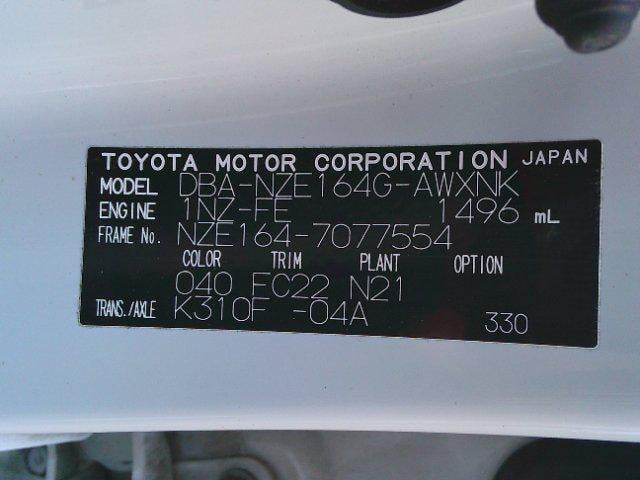 TOYOTA MOTOR CORPORATION JAPAN
MODEL DBA-NZE164G-AWXNK
ENGINE 1NZ-FE 1496 mL
FRAME No. NZE164-7077554
COLOR TRIM PLANT OPTION
040 FC22 N21
TRANS./AXLE K310F -04A 330